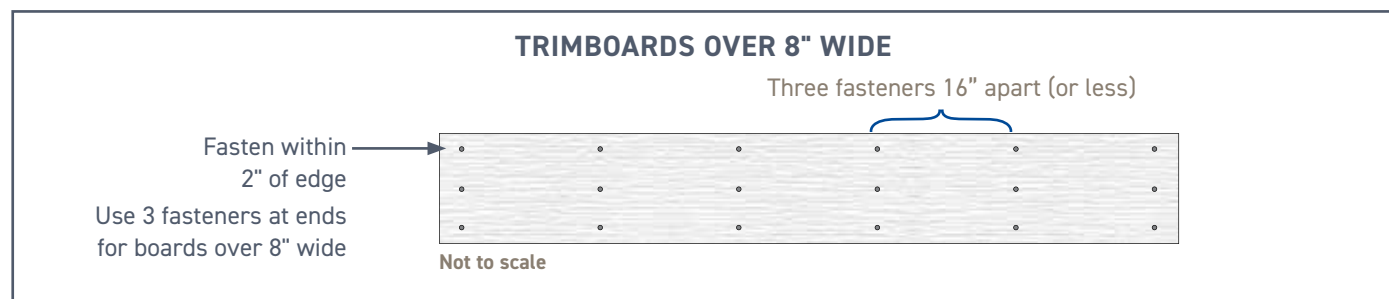 TRIMBOARDS OVER 8" WIDE
Three fasteners 16” apart (or less)
Fasten within
2" of edge
Use 3 fasteners at ends
for boards over 8" wide
Not to scale